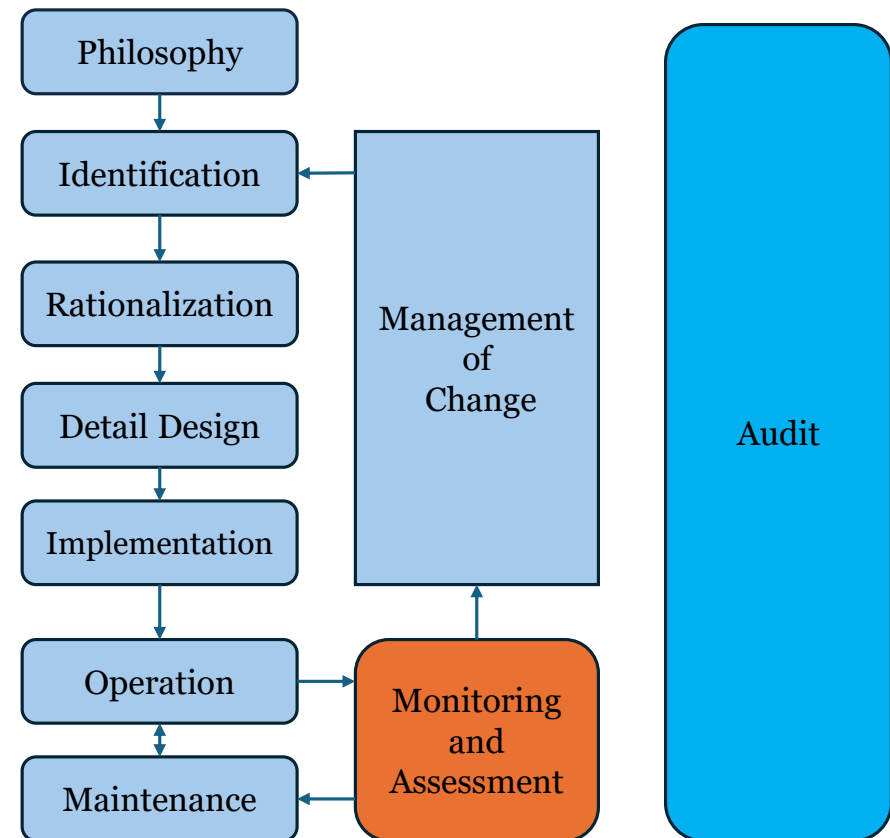 Philosophy
Identification
Rationalization
Detail Design
Implementation
Operation
Maintenance
Management
of
Change
Monitoring
and
Assessment
Audit